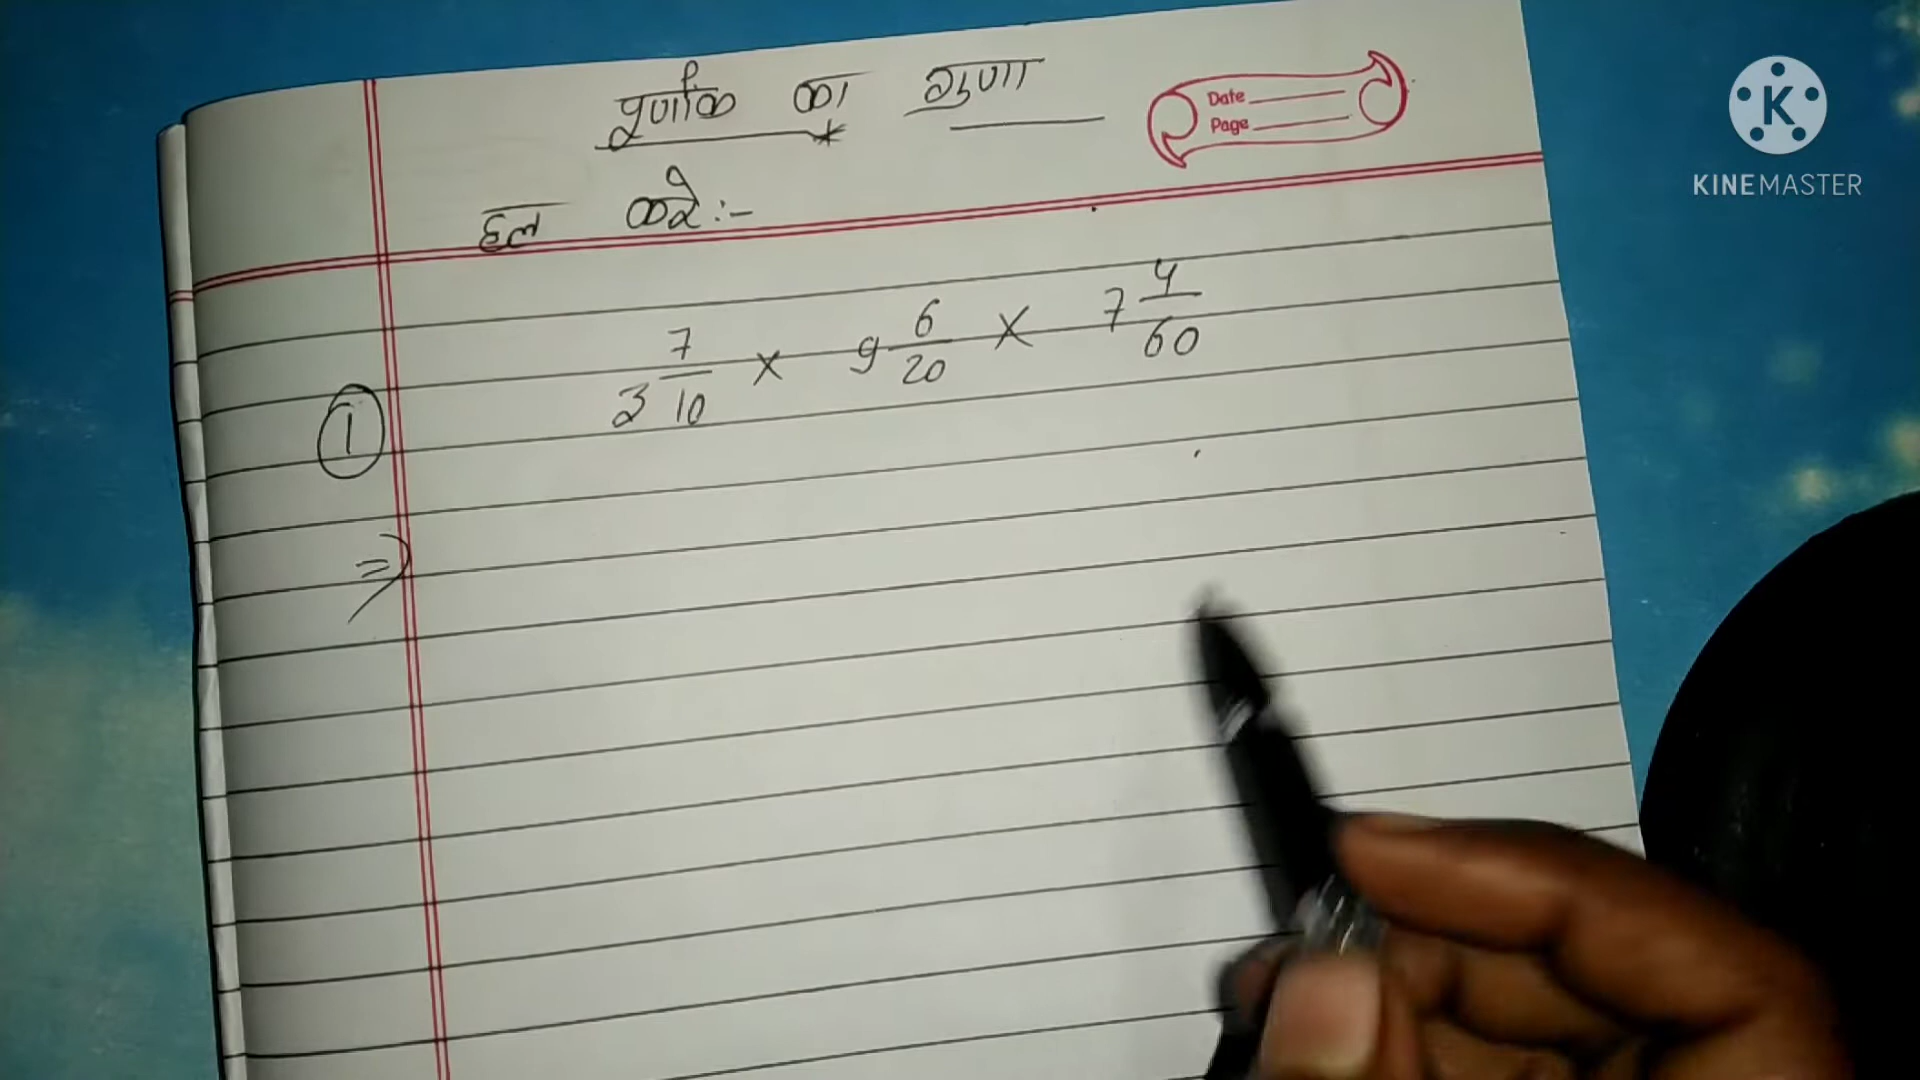 पूर्णांक का गुणा
Date
Page
हल करे :-
① 3 7/10 × 9 6/20 × 7 4/60
⇒
K
KINEMASTER